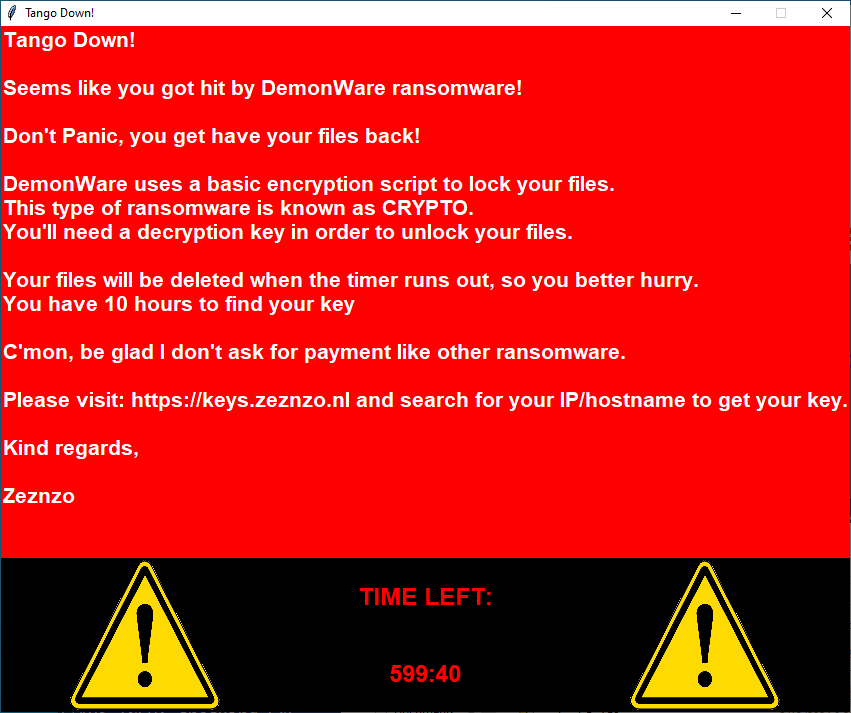 Tango Down!
Tango Down!
Seems like you got hit by DemonWare ransomware!
Don't Panic, you get have your files back!
DemonWare uses a basic encryption script to lock your files.
This type of ransomware is known as CRYPTO.
You'll need a decryption key in order to unlock your files.
Your files will be deleted when the timer runs out, so you better hurry.
You have 10 hours to find your key
C'mon, be glad I don't ask for payment like other ransomware.
Please visit: https://keys.zeznzo.nl and search for your IP/hostname to get your key.
Kind regards,
Zeznzo
TIME LEFT:
599:40